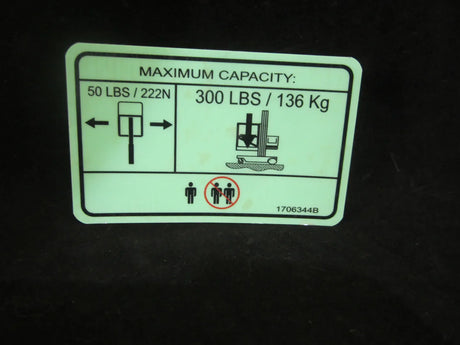 MAXIMUM CAPACITY:
50 LBS / 222N
300 LBS / 136 Kg
1706344B